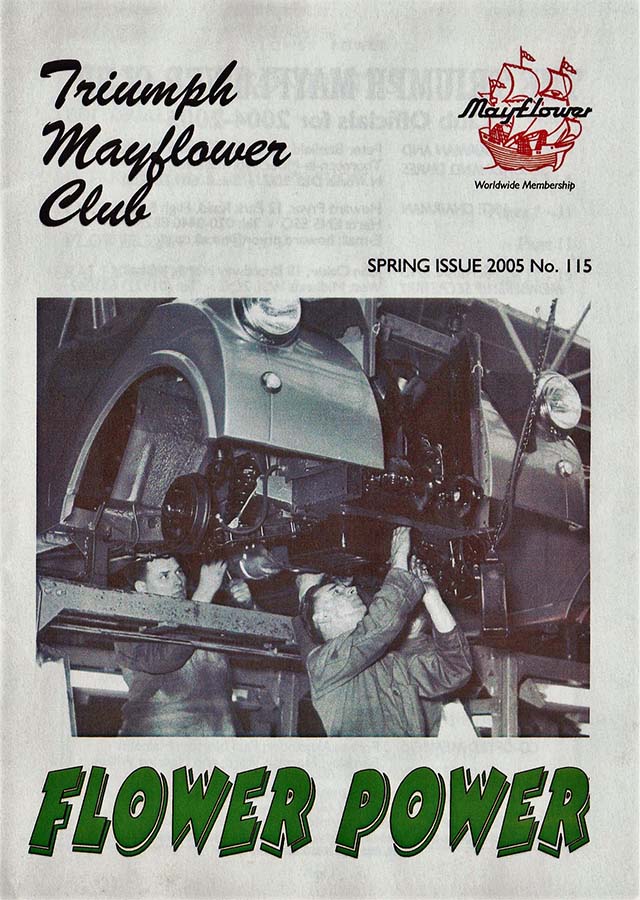 Triumph
Mayflower
Club
Mayflower
Worldwide Membership
SPRING ISSUE 2005 No. 115
FLOWER POWER